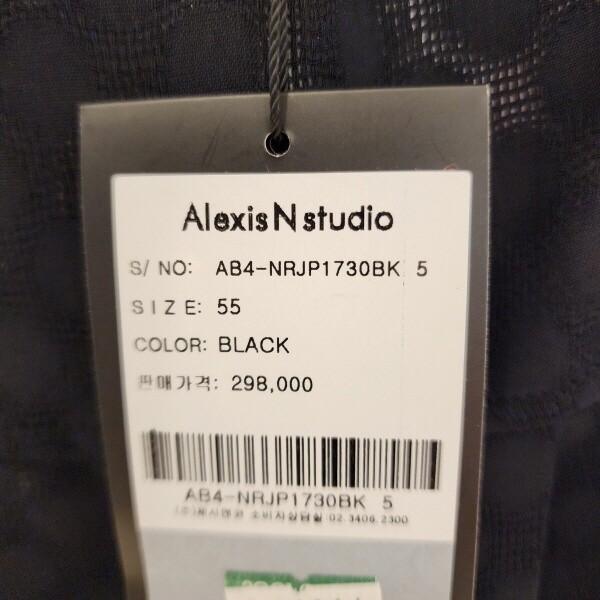 Alexis N studio
S/ NO: AB4-NRJP1730BK 5
SIZE: 55
COLOR: BLACK
판매가격: 298,000
AB4-NRJP1730BK 5
소비자상담실:02.3406.2300